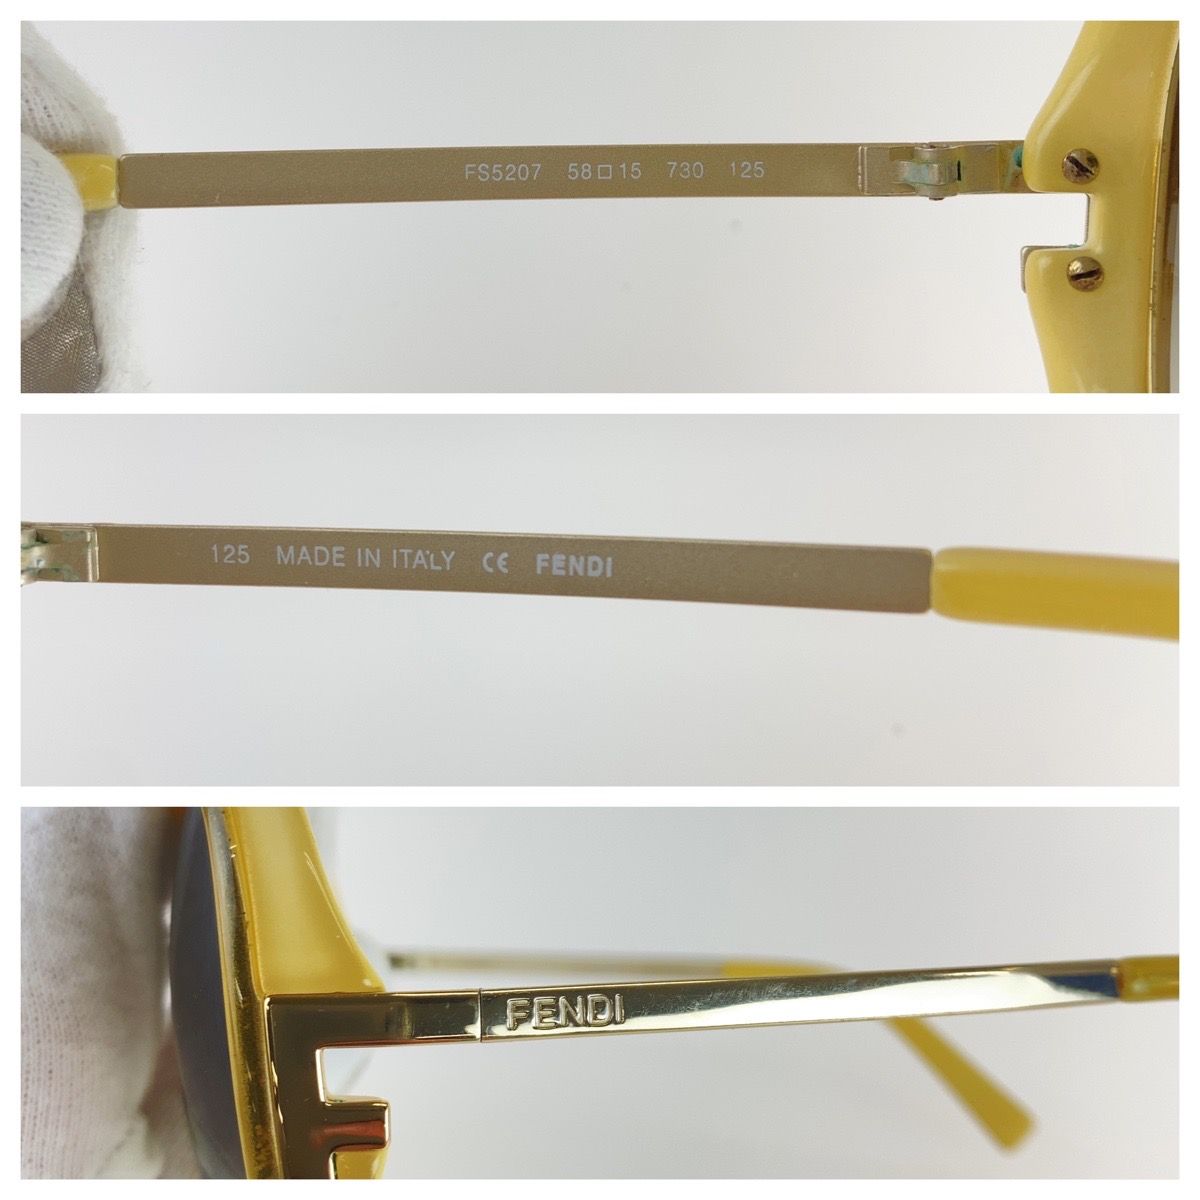 FS5207 58□15 730 125
125 MADE IN ITALY CE FENDI
FENDI